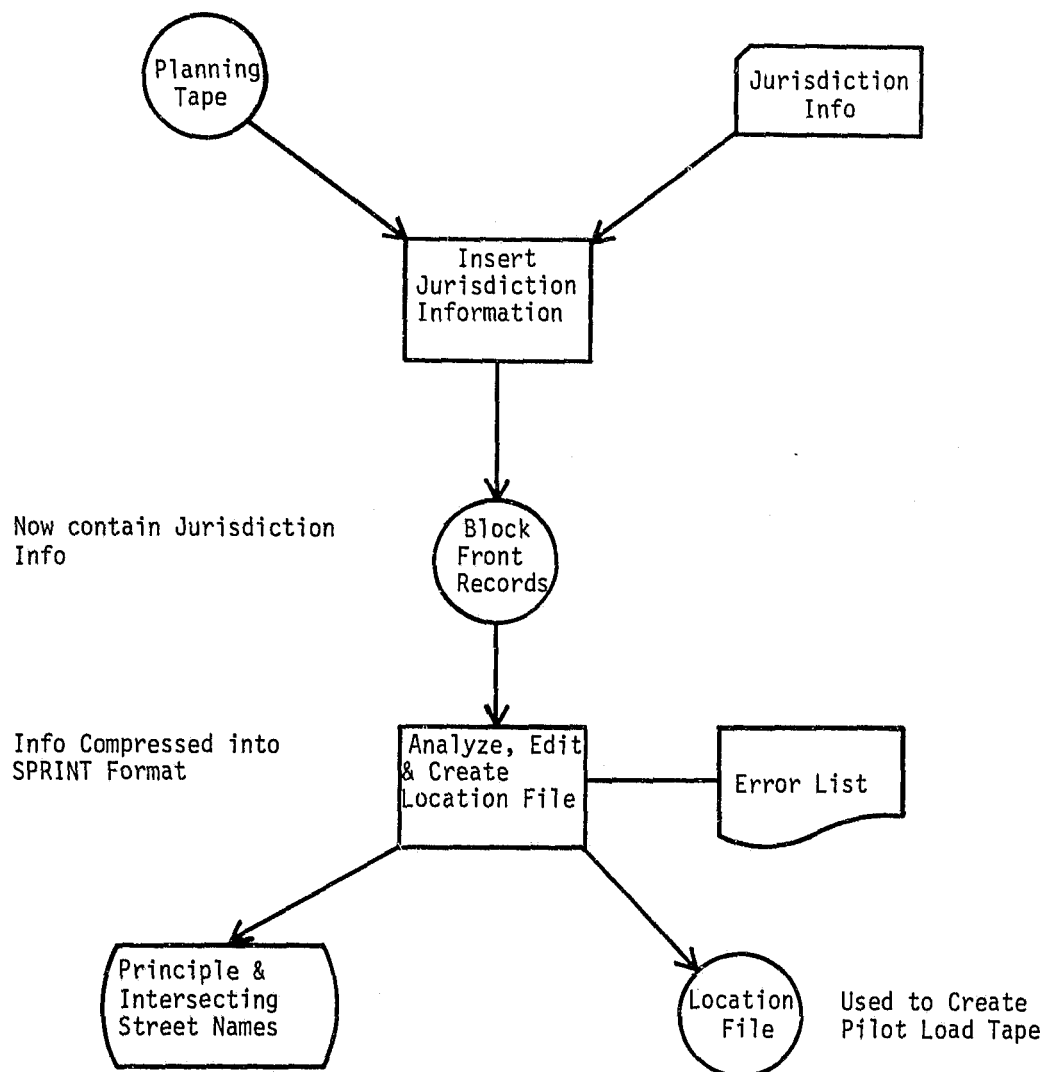 Planning
Tape
Jurisdiction
Info
Insert
Jurisdiction
Information
Now contain Jurisdiction
Info
Block
Front
Records
Info Compressed into
SPRINT Format
Analyze, Edit
& Create
Location File
Error List
Principle &
Intersecting
Street Names
Location
File
Used to Create
Pilot Load Tape